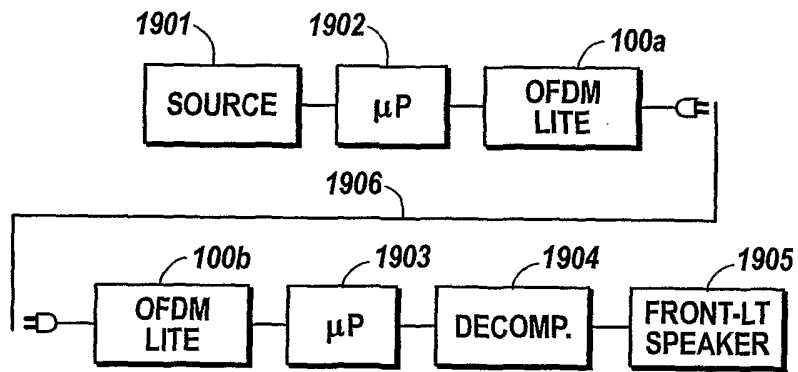 1901
1902
100a
SOURCE
μP
OFDM
LITE
1906
100b
1903
1904
1905
OFDM
LITE
μP
DECOMP.
FRONT-LT
SPEAKER